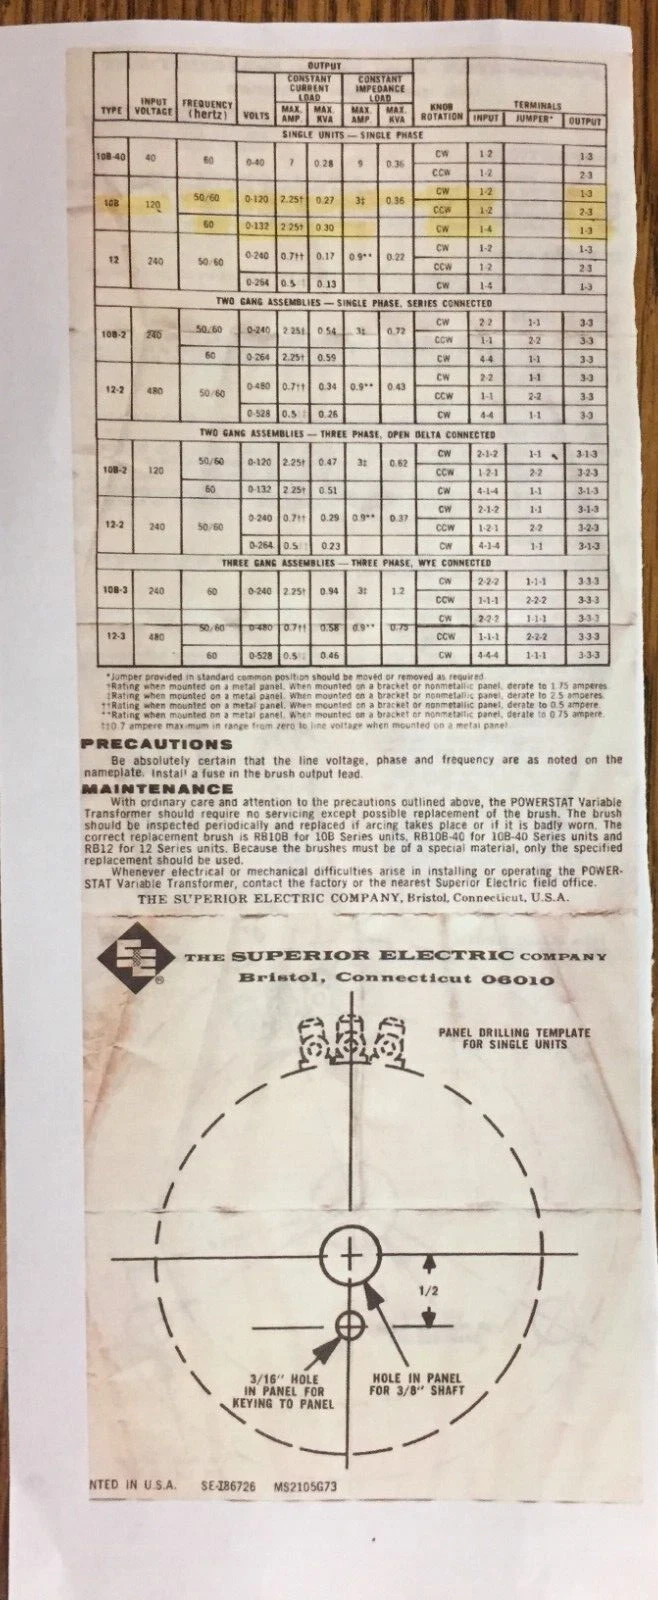 OUTPUT
CONSTANT CURRENT LOAD CONSTANT IMPEDANCE LOAD
TYPE INPUT VOLTAGE FREQUENCY (hertz) VOLTS MAX. AMP. MAX. KVA MAX. AMP. MAX. KVA KNOB ROTATION TERMINALS INPUT JUMPER* OUTPUT
SINGLE UNITS — SINGLE PHASE
10B-40 40 60 0-40 7 0.28 9 0.36 CW 1-2 1-3
CCW 1-2 2-3
10B 120 50/60 0-120 2.25† 0.27 3‡ 0.36 CW 1-2 1-3
CCW 1-2 2-3
60 0-132 2.25† 0.30 CW 1-4 1-3
12 240 50/60 0-240 0.7†† 0.17 0.9** 0.22 CW 1-2 1-3
CCW 1-2 2-3
0-264 0.5 0.13 CW 1-4 1-3
TWO GANG ASSEMBLIES — SINGLE PHASE, SERIES CONNECTED
10B-2 240 50/60 0-240 2.25† 0.54 3‡ 0.72 CW 2-2 1-1 3-3
CCW 1-1 2-2 3-3
60 0-264 2.25† 0.59 CW 4-4 1-1 3-3
12-2 480 50/60 0-480 0.7†† 0.34 0.9** 0.43 CW 2-2 1-1 3-3
CCW 1-1 2-2 3-3
0-528 0.5 0.26 CW 4-4 1-1 3-3
TWO GANG ASSEMBLIES — THREE PHASE, OPEN DELTA CONNECTED
10B-2 120 50/60 0-120 2.25† 0.47 3‡ 0.62 CW 2-1-2 1-1 3-1-3
CCW 1-2-1 2-2 3-2-3
60 0-132 2.25† 0.51 CW 4-1-4 1-1 3-1-3
12-2 240 50/60 0-240 0.7†† 0.29 0.9** 0.37 CW 2-1-2 1-1 3-1-3
CCW 1-2-1 2-2 3-2-3
0-264 0.5 0.23 CW 4-1-4 1-1 3-1-3
THREE GANG ASSEMBLIES — THREE PHASE, WYE CONNECTED
10B-3 240 60 0-240 2.25† 0.94 3‡ 1.2 CW 2-2-2 1-1-1 3-3-3
CCW 1-1-1 2-2-2 3-3-3
12-3 480 50/60 0-480 0.7†† 0.58 0.9** 0.75 CW 2-2-2 1-1-1 3-3-3
CCW 1-1-1 2-2-2 3-3-3
60 0-528 0.5 0.46 CW 4-4-4 1-1-1 3-3-3
*Jumper provided in standard common position should be moved or removed as required
†Rating when mounted on a metal panel. When mounted on a bracket or nonmetallic panel, derate to 1.75 amperes
‡Rating when mounted on a metal panel. When mounted on a bracket or nonmetallic panel, derate to 2.5 amperes
††Rating when mounted on a metal panel. When mounted on a bracket or nonmetallic panel, derate to 0.5 ampere
**Rating when mounted on a metal panel. When mounted on a bracket or nonmetallic panel, derate to 0.75 ampere.
0.7 ampere maximum in range from zero to line voltage when mounted on a metal panel
PRECAUTIONS
Be absolutely certain that the line voltage, phase and frequency are as noted on the
nameplate. Install a fuse in the brush output lead.
MAINTENANCE
With ordinary care and attention to the precautions outlined above, the POWERSTAT Variable
Transformer should require no servicing except possible replacement of the brush. The brush
should be inspected periodically and replaced if arcing takes place or if it is badly worn. The
correct replacement brush is RB10B for 10B Series units, RB10B-40 for 10B-40 Series units and
RB12 for 12 Series units. Because the brushes must be of a special material, only the specified
replacement should be used.
Whenever electrical or mechanical difficulties arise in installing or operating the POWER-
STAT Variable Transformer, contact the factory or the nearest Superior Electric field office.
THE SUPERIOR ELECTRIC COMPANY, Bristol, Connecticut, U.S.A.
SE ®
THE SUPERIOR ELECTRIC COMPANY
Bristol, Connecticut 06010
PANEL DRILLING TEMPLATE
FOR SINGLE UNITS
1/2
3/16" HOLE
IN PANEL FOR
KEYING TO PANEL
HOLE IN PANEL
FOR 3/8" SHAFT
NTED IN U.S.A. SE-I86726 MS2105G73